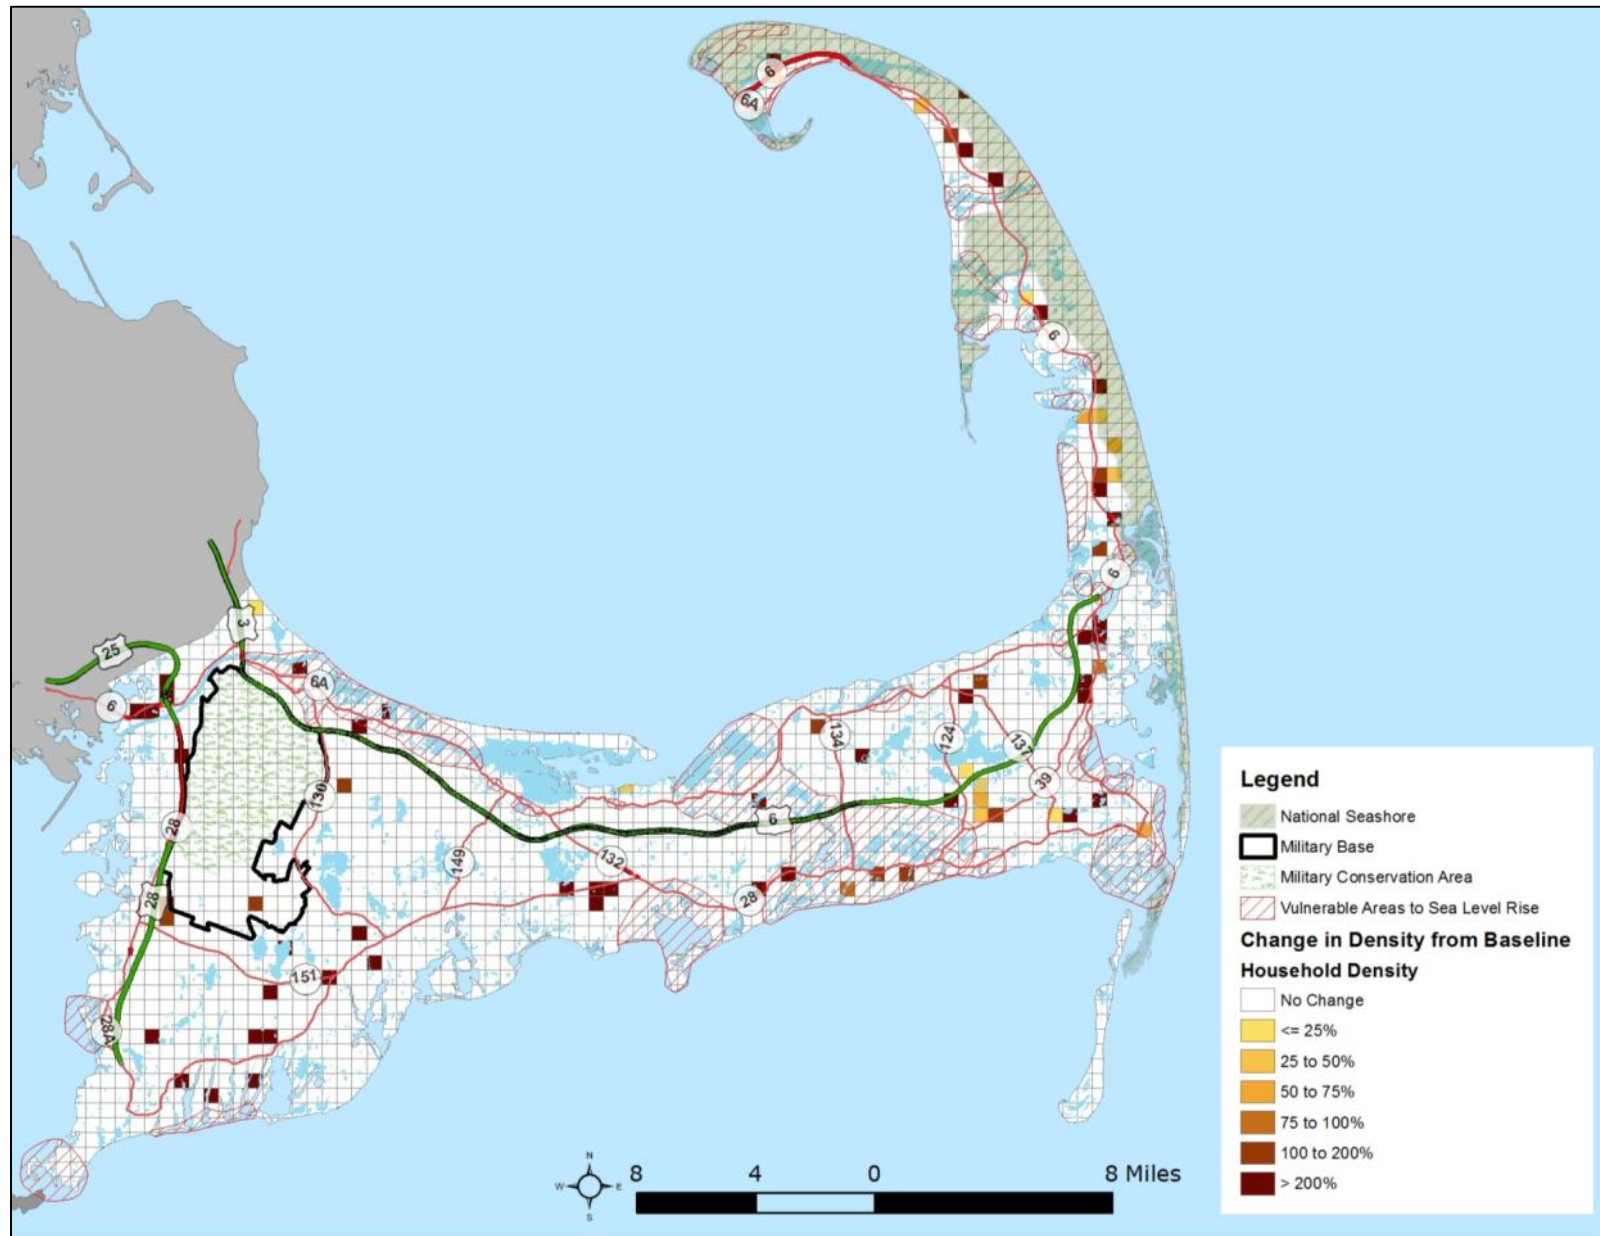 6
6A
6
6
3
25
6A
6
134
124
137
39
130
28
6
149
132
28
28
151
28A
Legend
National Seashore
Military Base
Military Conservation Area
Vulnerable Areas to Sea Level Rise
Change in Density from Baseline
Household Density
No Change
<= 25%
25 to 50%
50 to 75%
75 to 100%
100 to 200%
> 200%
N
W E
S
8 4 0 8 Miles